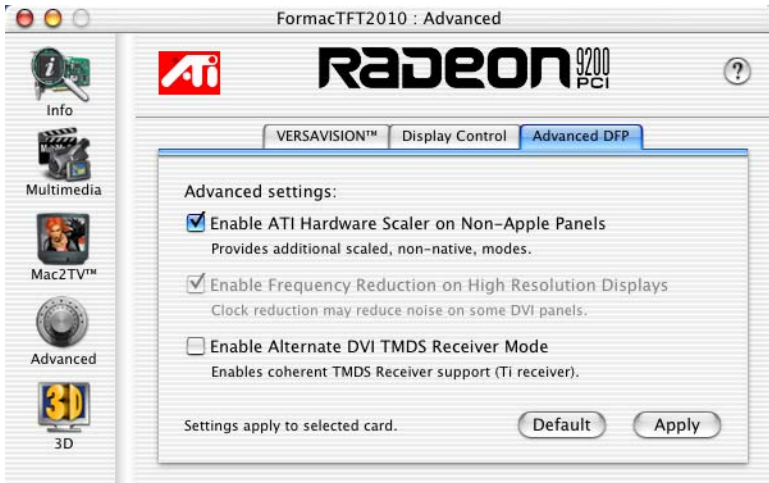 FormacTFT2010 : Advanced
Info
Multimedia
Mac2TV™
Advanced
3D
ATi
RADEON 9200 PCI
?
VERSAVISION™
Display Control
Advanced DFP
Advanced settings:
Enable ATI Hardware Scaler on Non-Apple Panels
Provides additional scaled, non-native, modes.
Enable Frequency Reduction on High Resolution Displays
Clock reduction may reduce noise on some DVI panels.
Enable Alternate DVI TMDS Receiver Mode
Enables coherent TMDS Receiver support (Ti receiver).
Settings apply to selected card.
Default
Apply